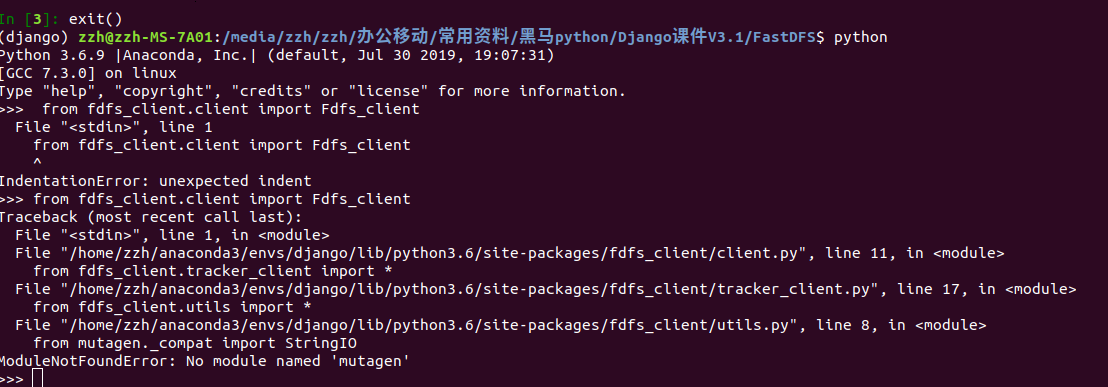 In [3]: exit()
(django) zzh@zzh-MS-7A01:/media/zzh/zzh/办公移动/常用资料/黑马python/Django课件V3.1/FastDFS$ python
Python 3.6.9 |Anaconda, Inc.| (default, Jul 30 2019, 19:07:31)
[GCC 7.3.0] on linux
Type "help", "copyright", "credits" or "license" for more information.
>>>  from fdfs_client.client import Fdfs_client
  File "<stdin>", line 1
    from fdfs_client.client import Fdfs_client
    ^
IndentationError: unexpected indent
>>> from fdfs_client.client import Fdfs_client
Traceback (most recent call last):
  File "<stdin>", line 1, in <module>
  File "/home/zzh/anaconda3/envs/django/lib/python3.6/site-packages/fdfs_client/client.py", line 11, in <module>
    from fdfs_client.tracker_client import *
  File "/home/zzh/anaconda3/envs/django/lib/python3.6/site-packages/fdfs_client/tracker_client.py", line 17, in <module>
    from fdfs_client.utils import *
  File "/home/zzh/anaconda3/envs/django/lib/python3.6/site-packages/fdfs_client/utils.py", line 8, in <module>
    from mutagen._compat import StringIO
ModuleNotFoundError: No module named 'mutagen'
>>>